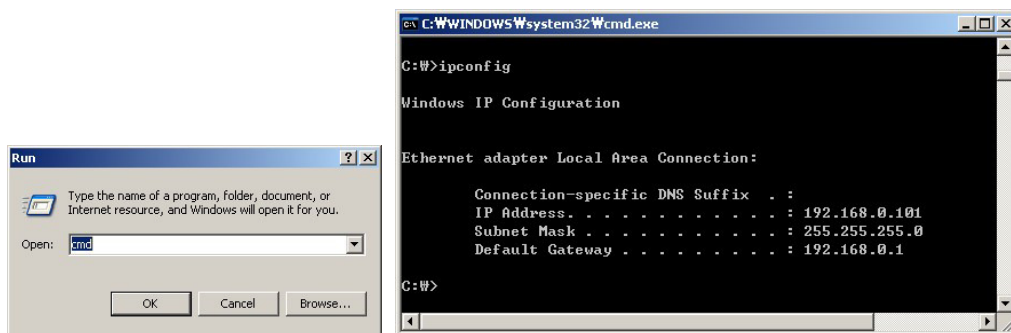 Run
Type the name of a program, folder, document, or
Internet resource, and Windows will open it for you.
Open:
cmd
OK
Cancel
Browse...
C:₩WINDOWS₩system32₩cmd.exe
C:₩>ipconfig
Windows IP Configuration
Ethernet adapter Local Area Connection:
Connection-specific DNS Suffix . :
IP Address. . . . . . . . . . . . : 192.168.0.101
Subnet Mask . . . . . . . . . . . : 255.255.255.0
Default Gateway . . . . . . . . . : 192.168.0.1
C:₩>